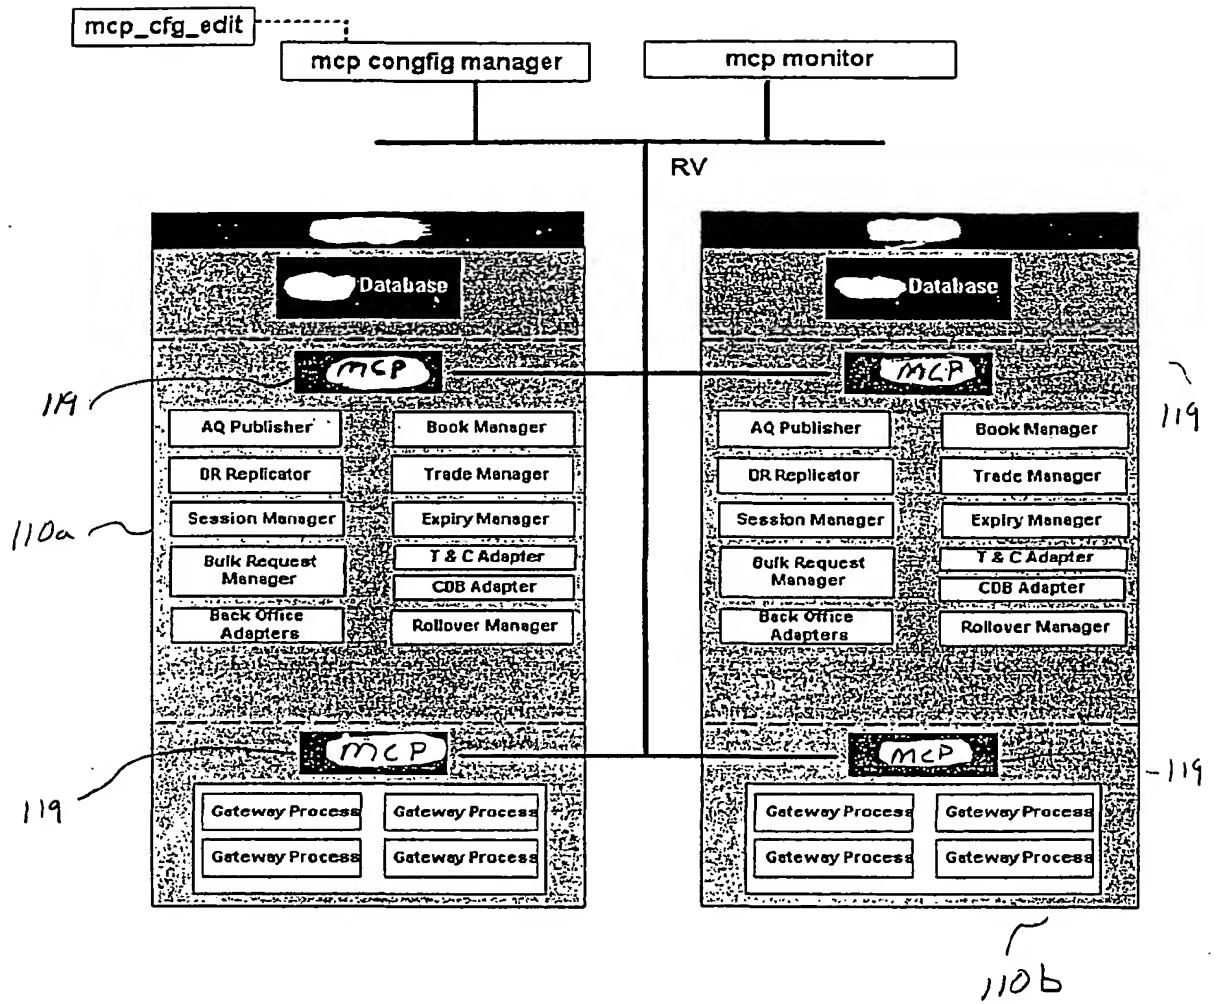 mcp_cfg_edit
mcp congfig manager
mcp monitor
RV
Database
MCP
119
AQ Publisher
Book Manager
DR Replicator
Trade Manager
Session Manager
Expiry Manager
110a
Bulk Request
Manager
T & C Adapter
CDB Adapter
Back Office
Adapters
Rollover Manager
MCP
119
Gateway Process
Gateway Process
Gateway Process
Gateway Process
Database
MCP
119
AQ Publisher
Book Manager
DR Replicator
Trade Manager
Session Manager
Expiry Manager
Bulk Request
Manager
T & C Adapter
CDB Adapter
Back Office
Adapters
Rollover Manager
MCP
119
Gateway Process
Gateway Process
Gateway Process
Gateway Process
110b